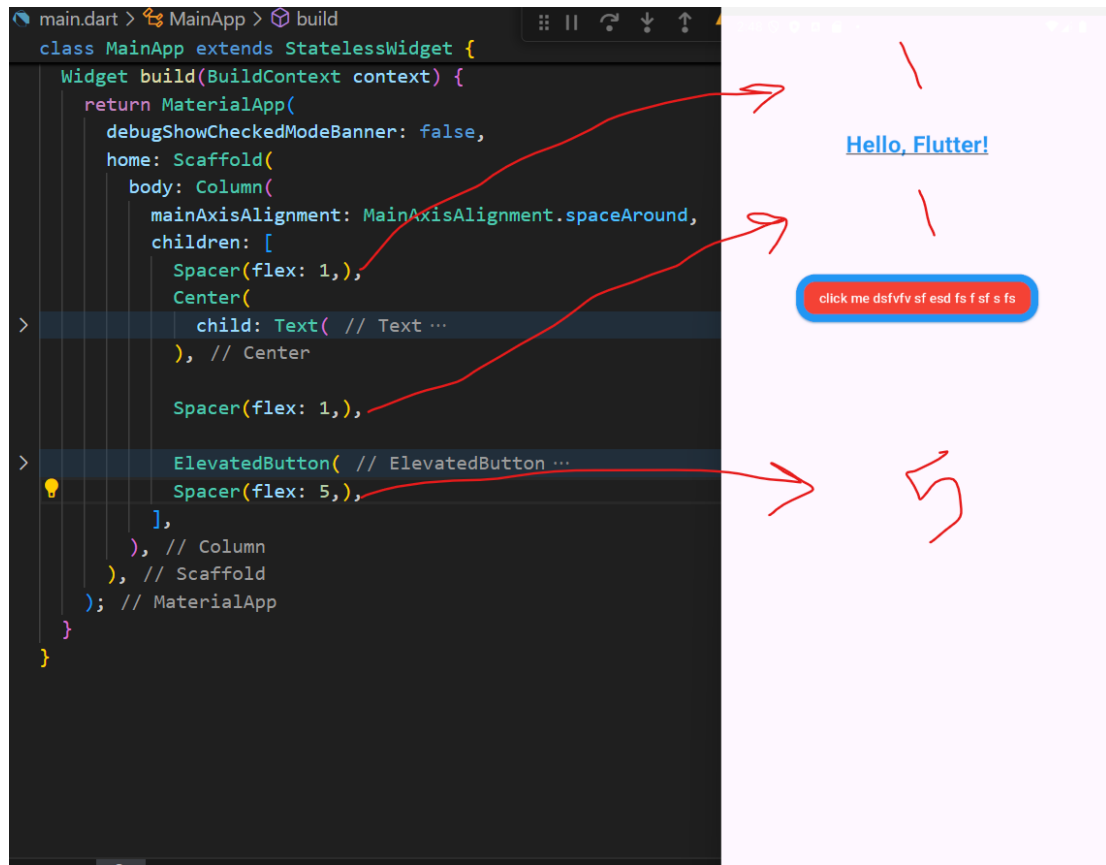 main.dart > MainApp > build
class MainApp extends StatelessWidget {
Widget build(BuildContext context) {
return MaterialApp(
debugShowCheckedModeBanner: false,
home: Scaffold(
body: Column(
mainAxisAlignment: MainAxisAlignment.spaceAround,
children: [
Spacer(flex: 1,),
Center(
child: Text( // Text ⋯
), // Center
Spacer(flex: 1,),
ElevatedButton( // ElevatedButton ⋯
Spacer(flex: 5,),
],
), // Column
), // Scaffold
); // MaterialApp
}
}
1
Hello, Flutter!
1
click me dsfvfv sf esd fs f sf s fs
5